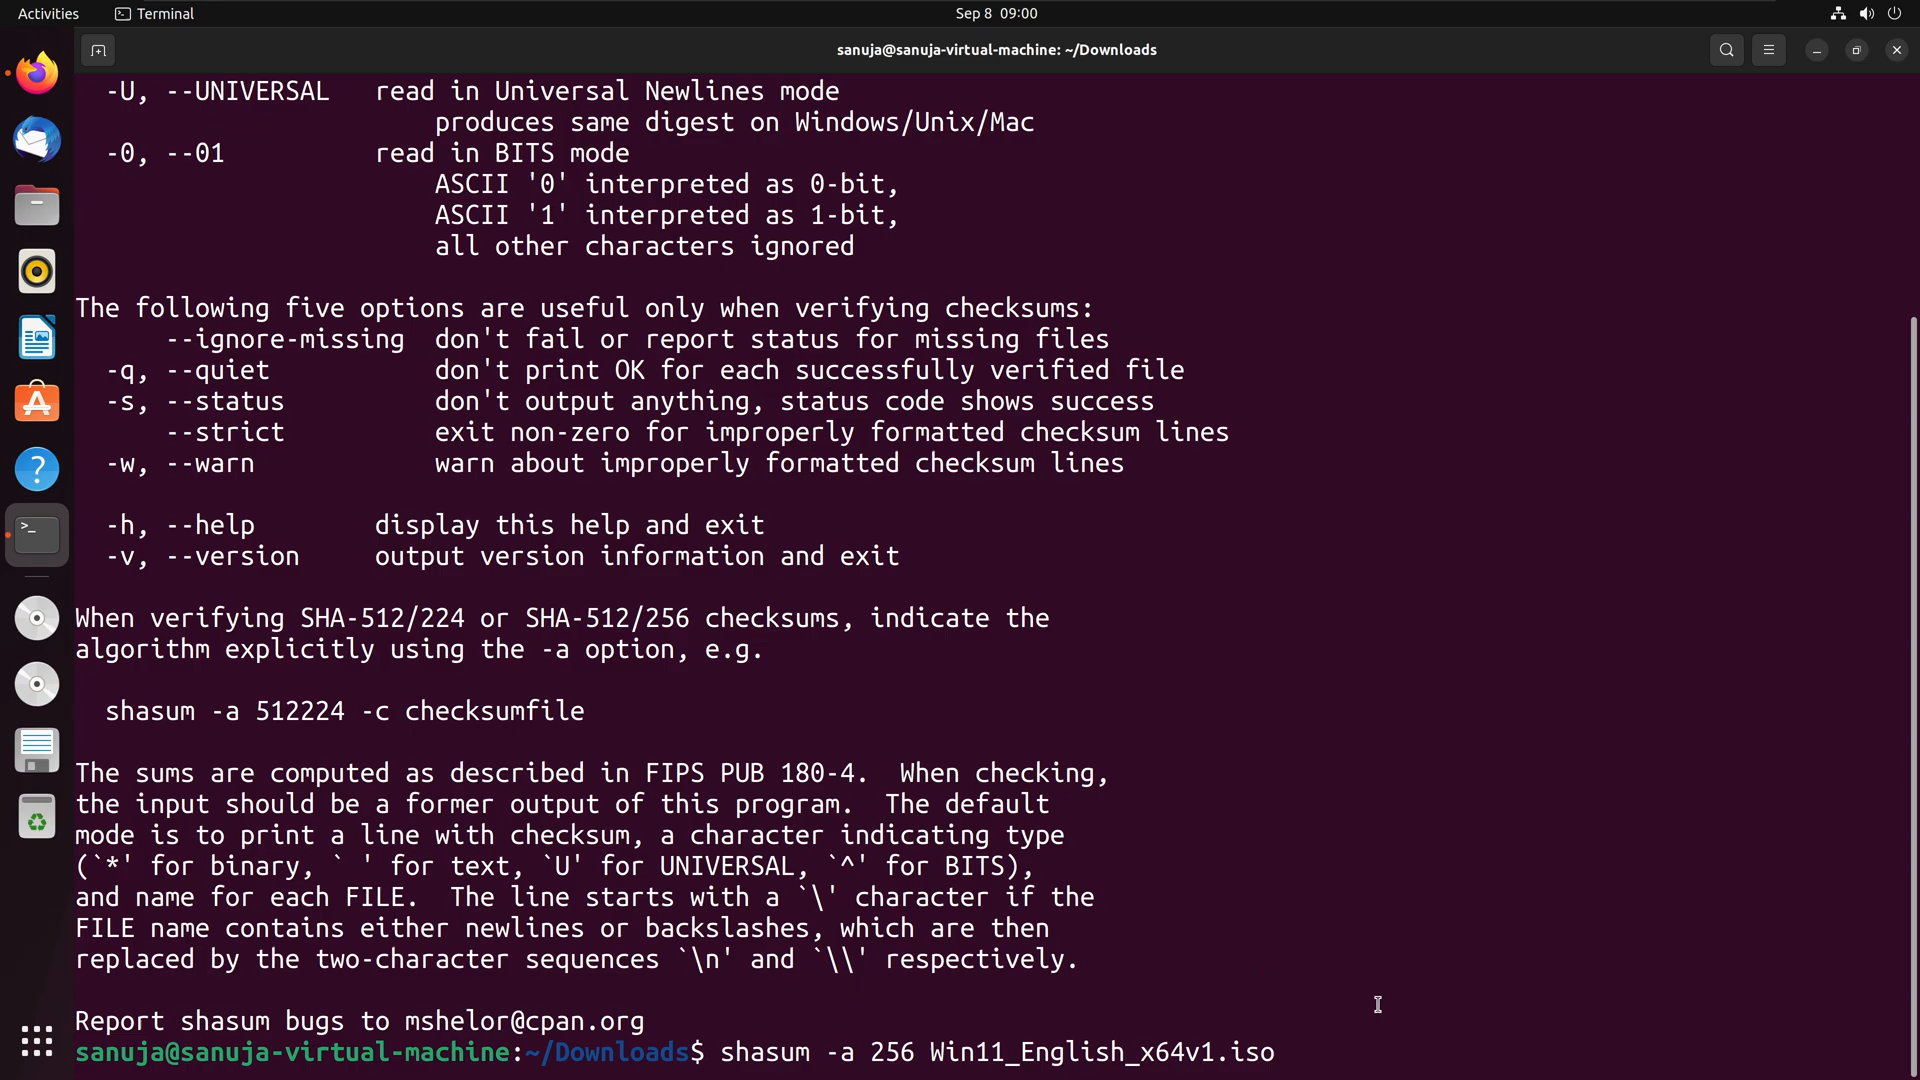 Activities
Terminal
Sep 8 09:00
sanuja@sanuja-virtual-machine: ~/Downloads
-U, --UNIVERSAL   read in Universal Newlines mode
produces same digest on Windows/Unix/Mac
-0, --01          read in BITS mode
ASCII '0' interpreted as 0-bit,
ASCII '1' interpreted as 1-bit,
all other characters ignored
The following five options are useful only when verifying checksums:
--ignore-missing  don't fail or report status for missing files
-q, --quiet           don't print OK for each successfully verified file
-s, --status          don't output anything, status code shows success
--strict          exit non-zero for improperly formatted checksum lines
-w, --warn            warn about improperly formatted checksum lines
-h, --help        display this help and exit
-v, --version     output version information and exit
When verifying SHA-512/224 or SHA-512/256 checksums, indicate the
algorithm explicitly using the -a option, e.g.
shasum -a 512224 -c checksumfile
The sums are computed as described in FIPS PUB 180-4.  When checking,
the input should be a former output of this program.  The default
mode is to print a line with checksum, a character indicating type
(`*' for binary, ` ' for text, `U' for UNIVERSAL, `^' for BITS),
and name for each FILE.  The line starts with a `\' character if the
FILE name contains either newlines or backslashes, which are then
replaced by the two-character sequences `\n' and `\\' respectively.
Report shasum bugs to mshelor@cpan.org
sanuja@sanuja-virtual-machine:~/Downloads$ shasum -a 256 Win11_English_x64v1.iso